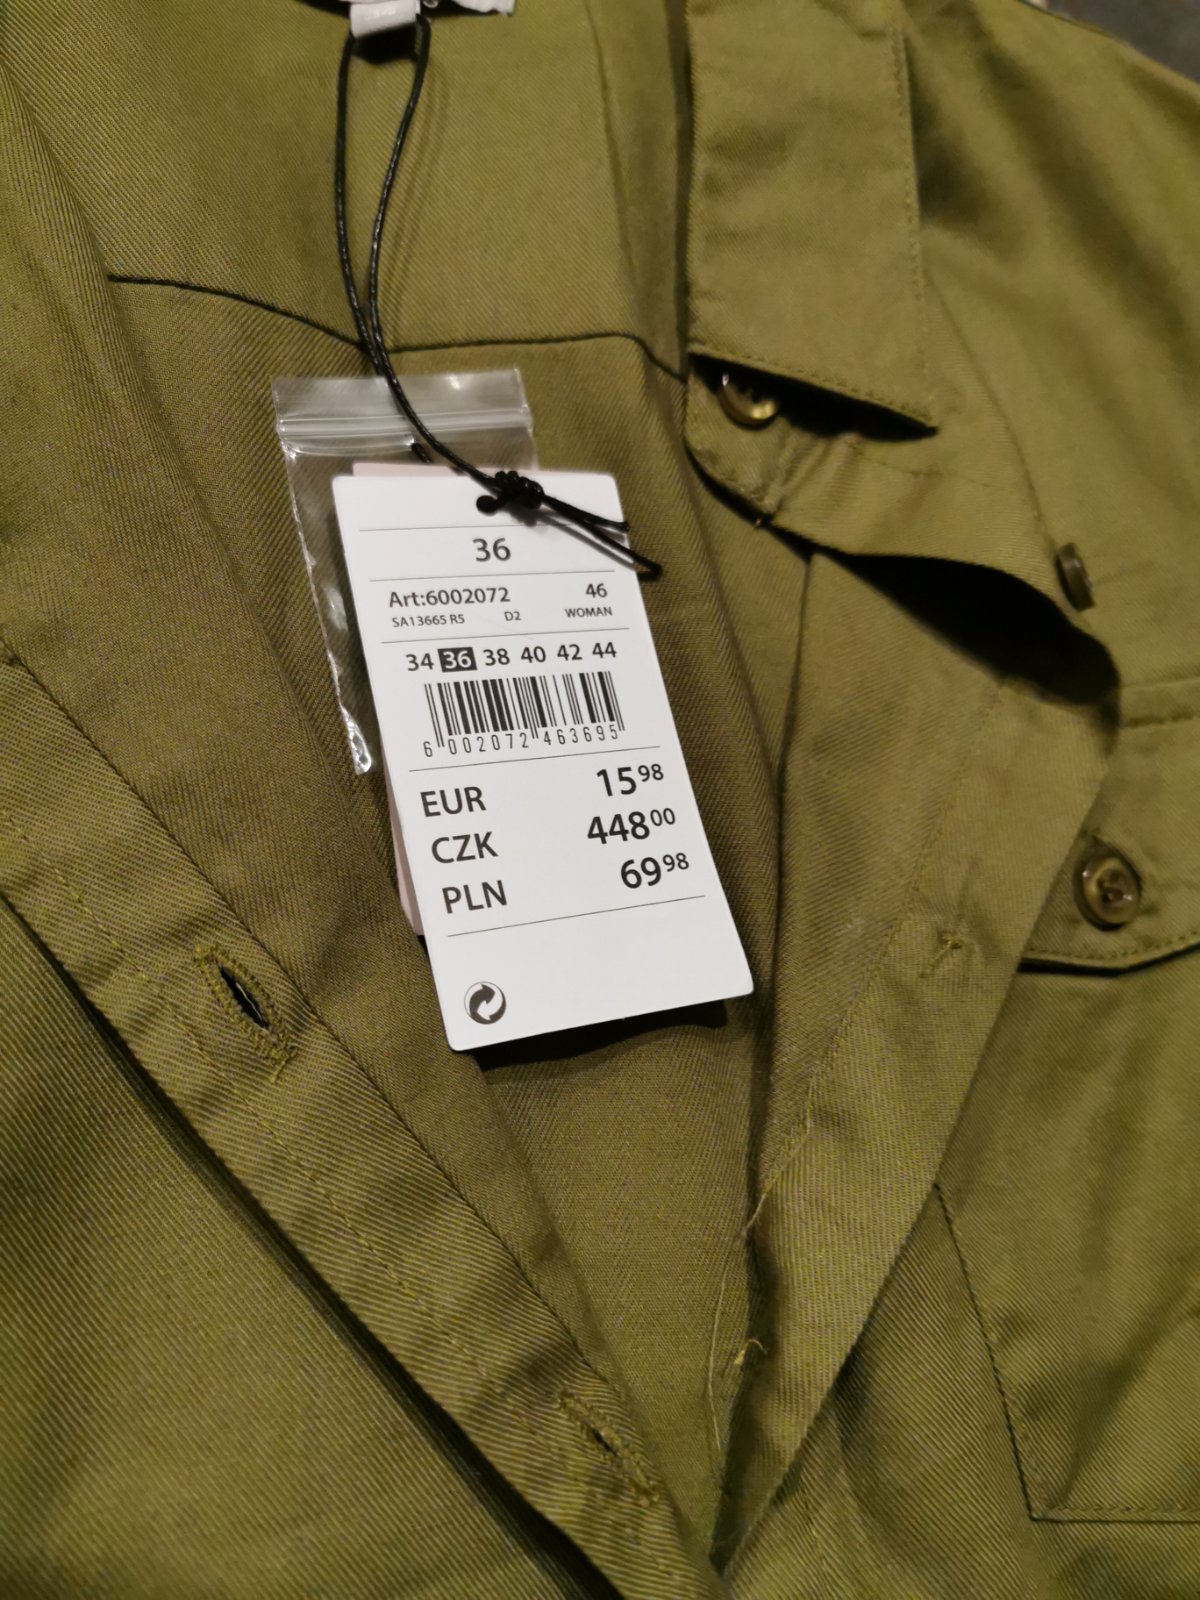 36
Art:6002072 46
SA13665 R5 D2 WOMAN
34 36 38 40 42 44
6 002072 463695
EUR 15 98
CZK 448 00
PLN 69 98